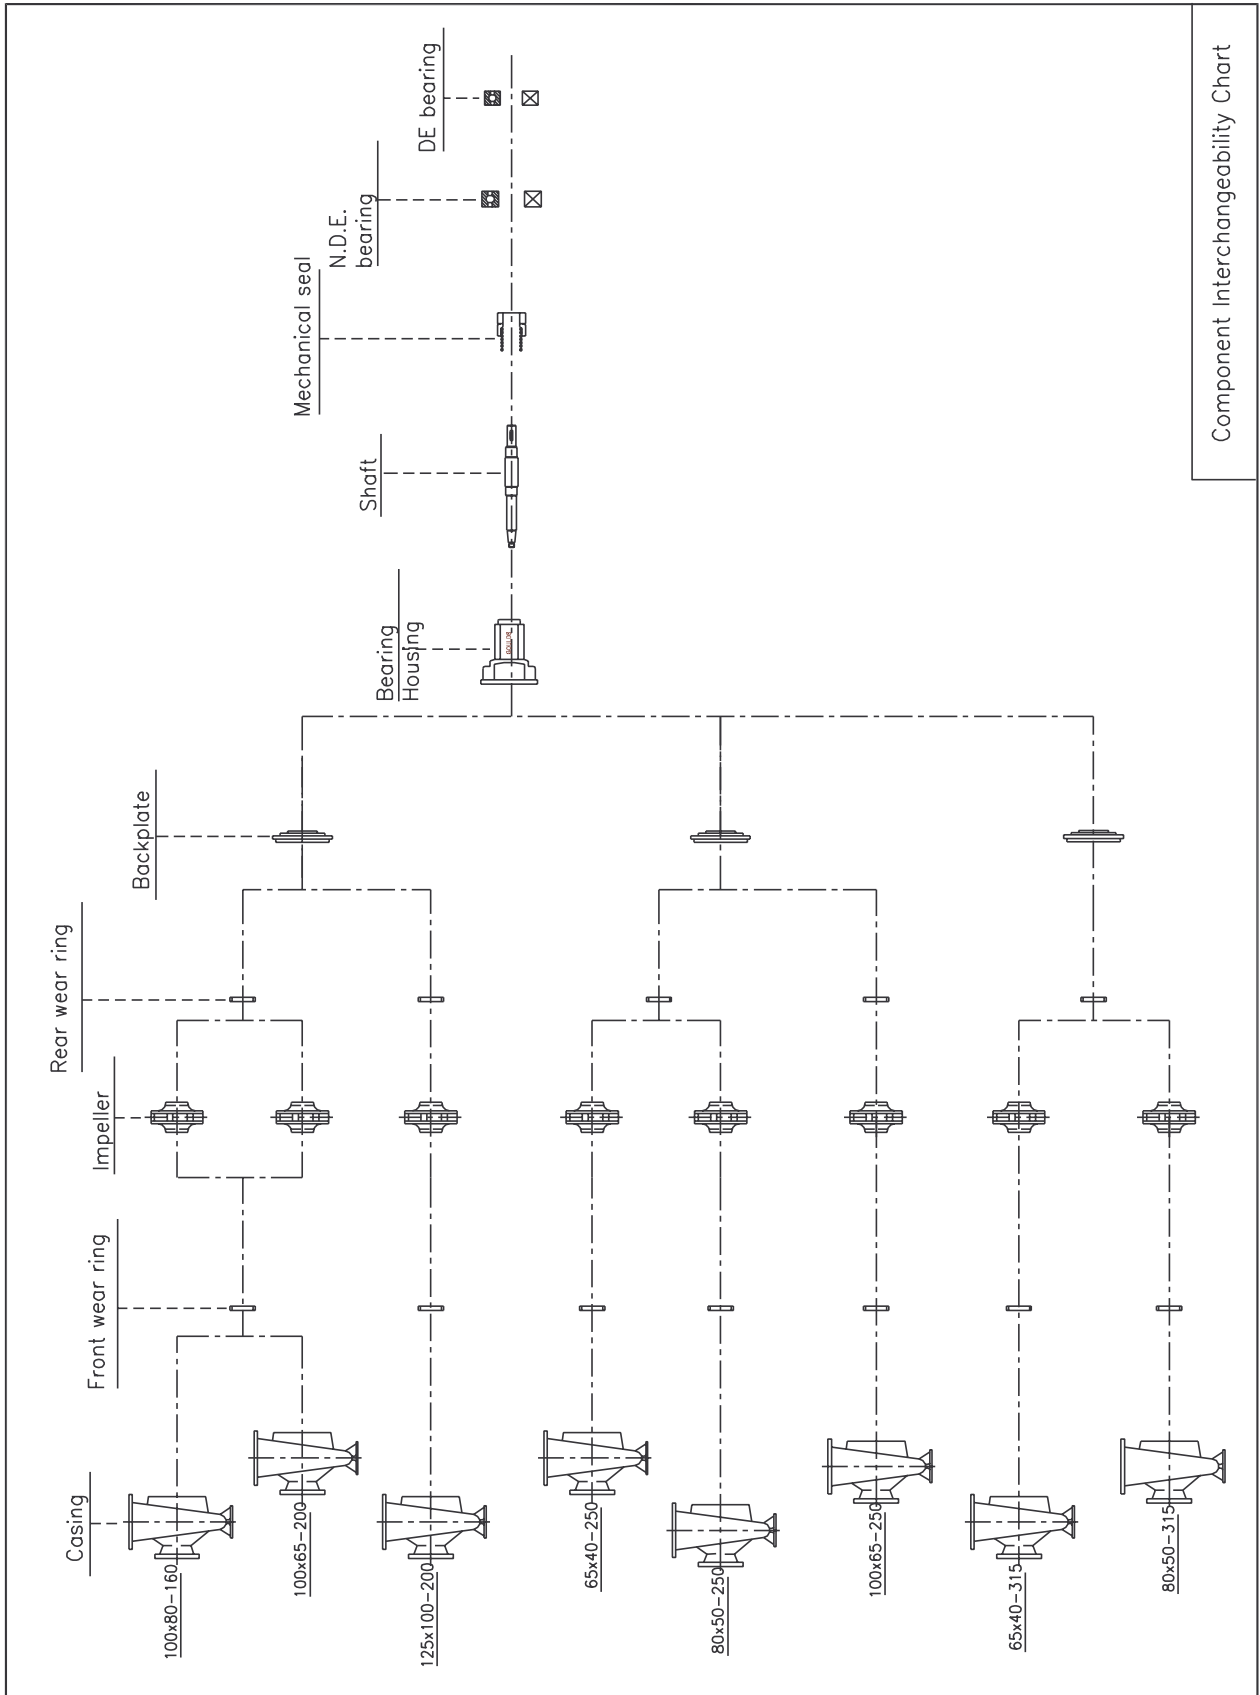 Component Interchangeability Chart
Casing
Front wear ring
Impeller
Rear wear ring
Backplate
Bearing
Housing
Shaft
Mechanical seal
N.D.E.
bearing
DE bearing
GOULDS
100x80-160
100x65-200
125x100-200
65x40-250
80x50-250
100x65-250
65x40-315
80x50-315